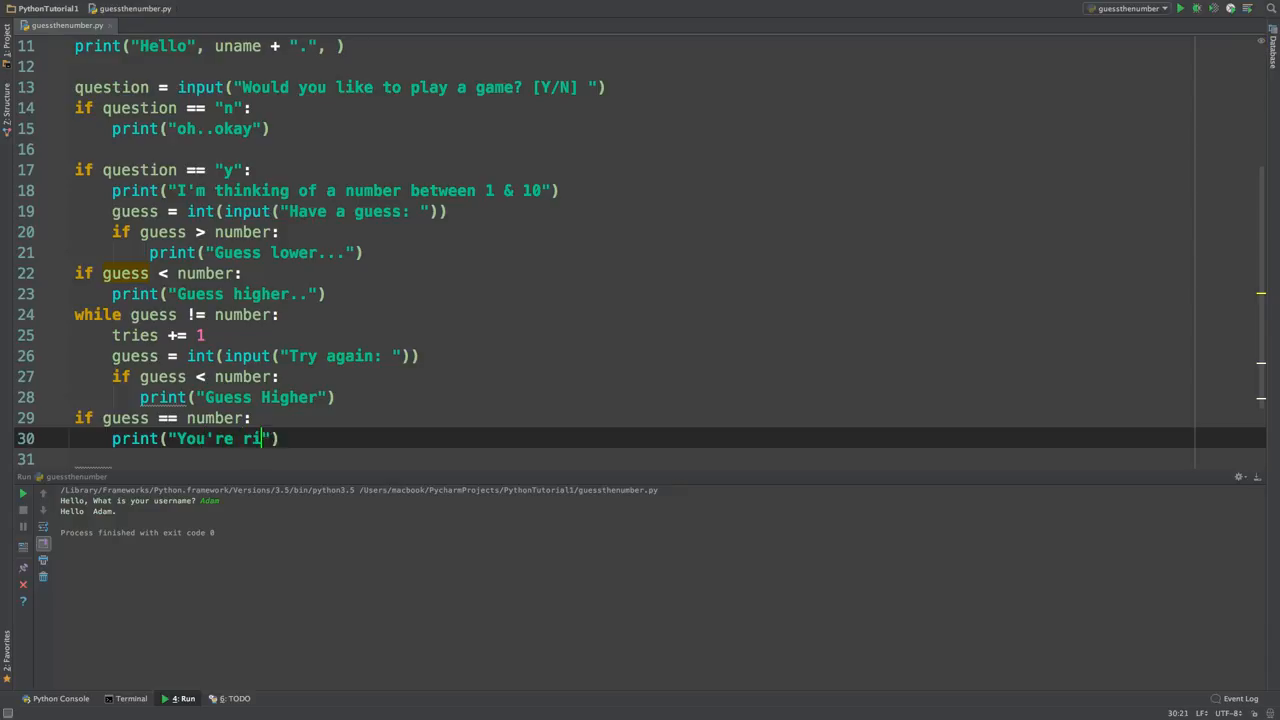 PythonTutorial1 guessthenumber.py guessthenumber
guessthenumber.py
1: Project
Z: Structure
2: Favorites
Database
11 print("Hello", uname + ".", )
12
13 question = input("Would you like to play a game? [Y/N] ")
14 if question == "n":
15 print("oh..okay")
16
17 if question == "y":
18 print("I'm thinking of a number between 1 & 10")
19 guess = int(input("Have a guess: "))
20 if guess > number:
21 print("Guess lower...")
22 if guess < number:
23 print("Guess higher..")
24 while guess != number:
25 tries += 1
26 guess = int(input("Try again: "))
27 if guess < number:
28 print("Guess Higher")
29 if guess == number:
30 print("You're ri")
31
Run guessthenumber
/Library/Frameworks/Python.framework/Versions/3.5/bin/python3.5 /Users/macbook/PycharmProjects/PythonTutorial1/guessthenumber.py
Hello, What is your username? Adam
Hello Adam.
Process finished with exit code 0
Python Console Terminal 4: Run 6: TODO Event Log
30:21 LF÷ UTF-8÷